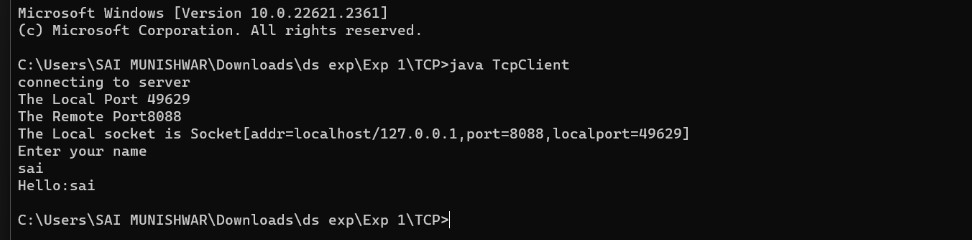 Microsoft Windows [Version 10.0.22621.2361]
(c) Microsoft Corporation. All rights reserved.
C:\Users\SAI MUNISHWAR\Downloads\ds exp\Exp 1\TCP>java TcpClient
connecting to server
The Local Port 49629
The Remote Port8088
The Local socket is Socket[addr=localhost/127.0.0.1,port=8088,localport=49629]
Enter your name
sai
Hello:sai
C:\Users\SAI MUNISHWAR\Downloads\ds exp\Exp 1\TCP>